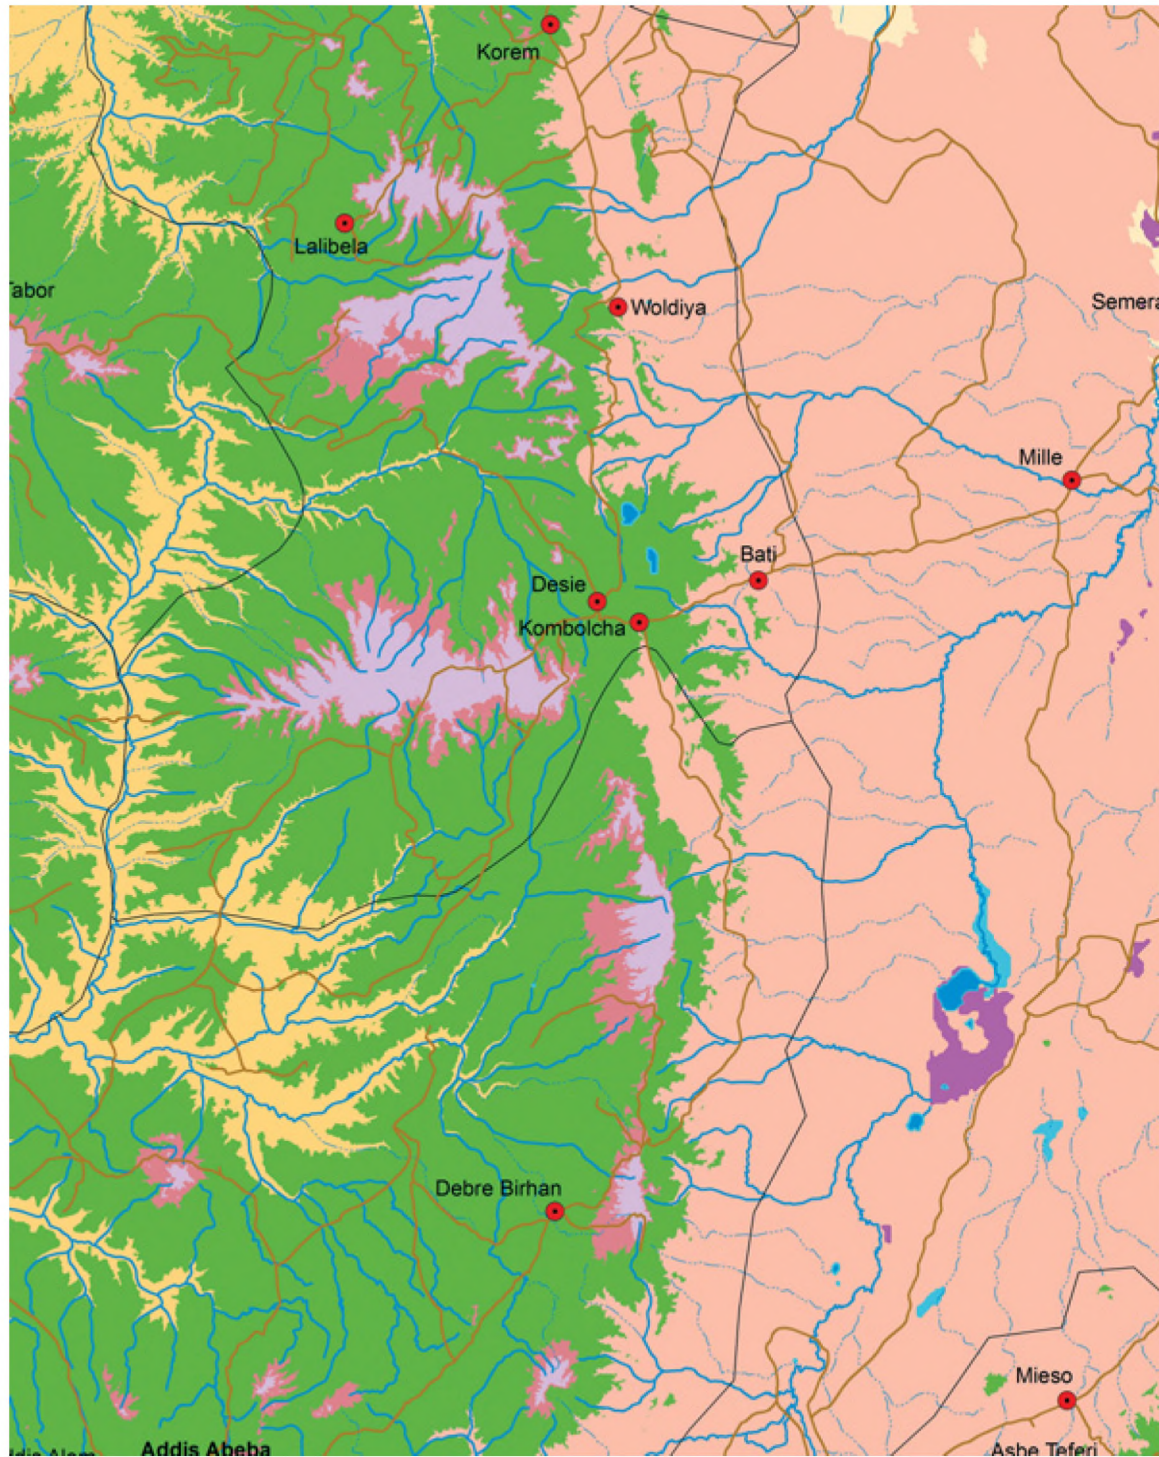 Korem
Lalibela
Tabor
Semera
Woldiya
Mille
Bati
Desie
Kombolcha
Debre Birhan
Mieso
Addis Abeba
Asbe Teferi